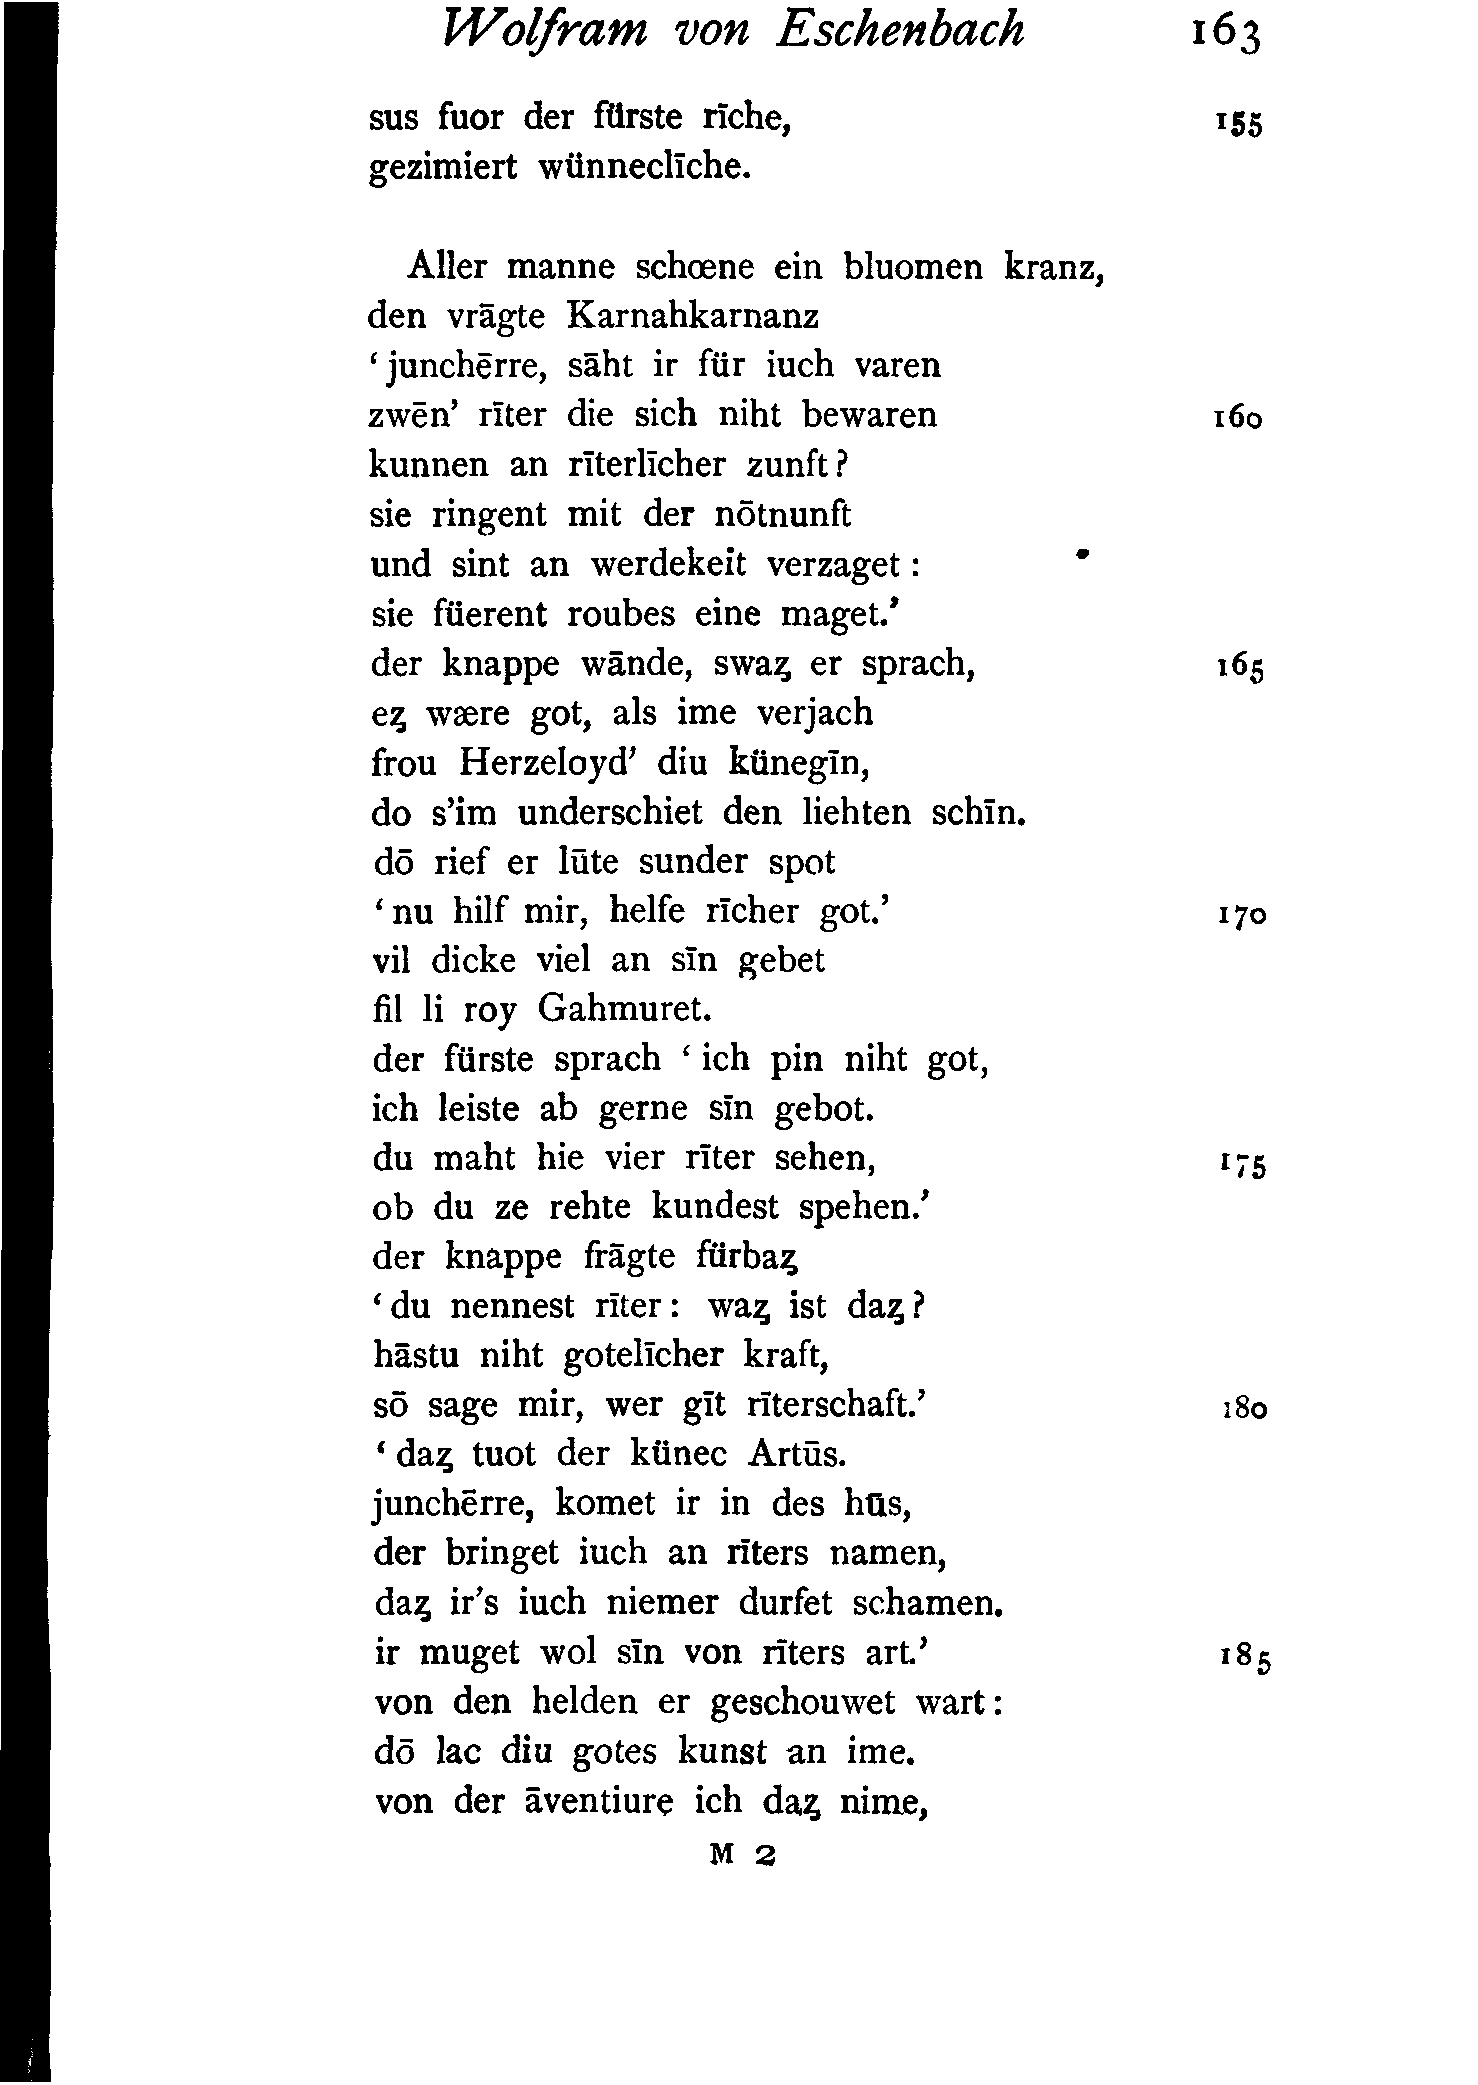 Wolfram von Eschenbach 163
sus fuor der fürste rīche, 155
gezimiert wünneclīche.
Aller manne schœne ein bluomen kranz,
den vrāgte Karnahkarnanz
‘junchērre, sāht ir für iuch varen
zwēn’ rīter die sich niht bewaren 160
kunnen an rīterlīcher zunft?
sie ringent mit der nōtnunft
und sint an werdekeit verzaget:
sie füerent roubes eine maget.’
der knappe wānde, swaȥ er sprach, 165
eȥ wære got, als ime verjach
frou Herzeloyd’ diu künegīn,
do s’im underschiet den liehten schīn.
dō rief er lūte sunder spot
‘nu hilf mir, helfe rīcher got.’ 170
vil dicke viel an sīn gebet
fil li roy Gahmuret.
der fürste sprach ‘ich pin niht got,
ich leiste ab gerne sīn gebot.
du maht hie vier rīter sehen, 175
ob du ze rehte kundest spehen.’
der knappe frāgte fürbaȥ
‘du nennest rīter: waȥ ist daȥ?
hāstu niht gotelīcher kraft,
sō sage mir, wer gīt rīterschaft.’ 180
‘daȥ tuot der künec Artūs.
junchērre, komet ir in des hūs,
der bringet iuch an rīters namen,
daȥ ir’s iuch niemer durfet schamen.
ir muget wol sīn von rīters art.’ 185
von den helden er geschouwet wart:
dō lac diu gotes kunst an ime.
von der āventiurẹ ich daȥ nime,
M 2